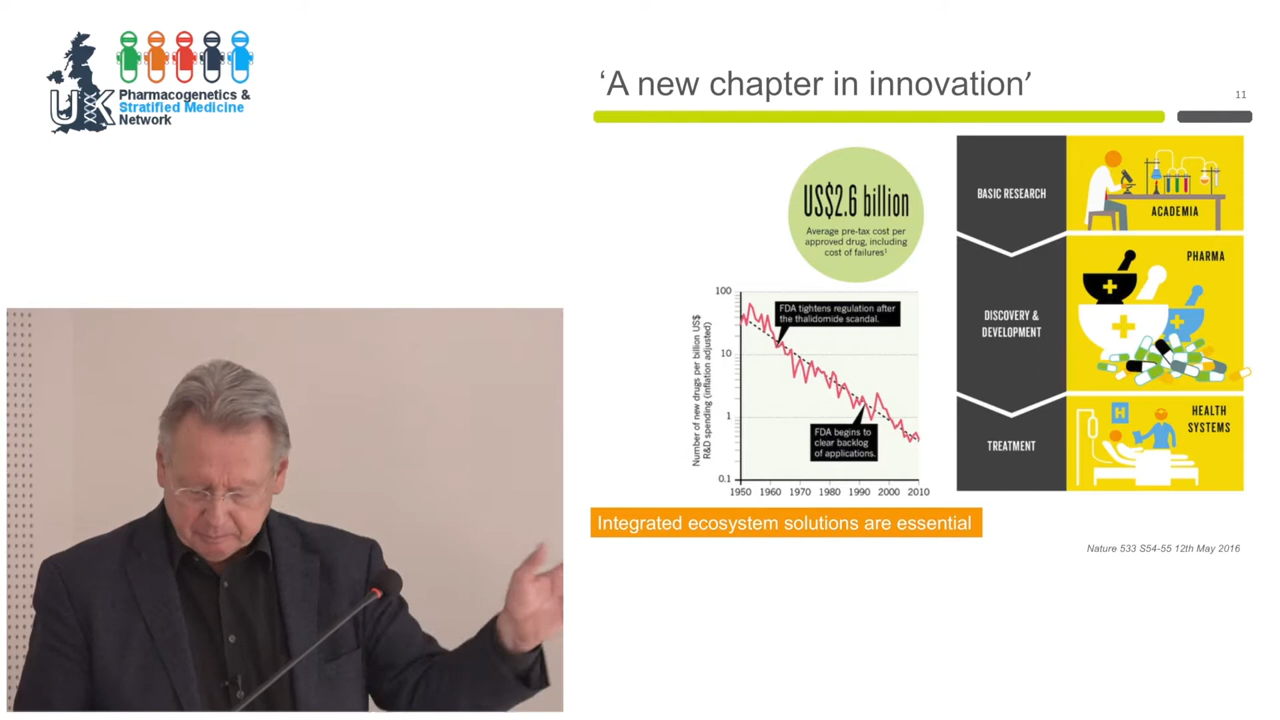 UK
Pharmacogenetics &
Stratified Medicine
Network
‘A new chapter in innovation’
11
US$2.6 billion
Average pre-tax cost per
approved drug, including
cost of failures¹
Number of new drugs per billion US$
R&D spending (inflation adjusted)
100
10
1
0.1
FDA tightens regulation after
the thalidomide scandal.
FDA begins to
clear backlog
of applications.
1950 1960 1970 1980 1990 2000 2010
BASIC RESEARCH
ACADEMIA
DISCOVERY &
DEVELOPMENT
PHARMA
TREATMENT
H
HEALTH
SYSTEMS
Integrated ecosystem solutions are essential
Nature 533 S54-55 12th May 2016